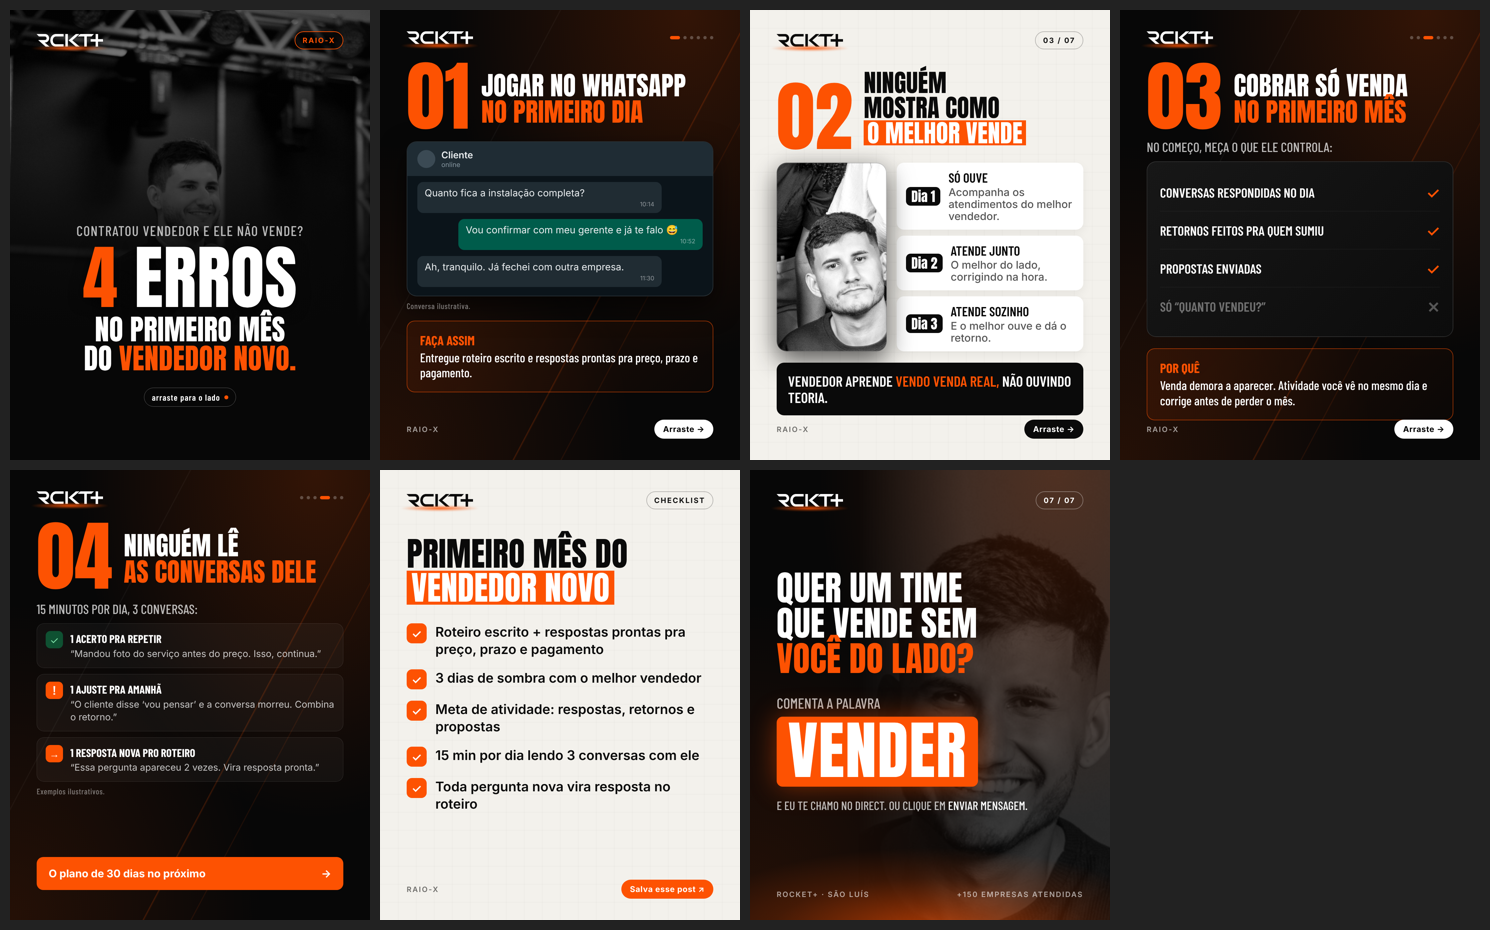 RCKT+
RAIO-X
CONTRATOU VENDEDOR E ELE NÃO VENDE?
4 ERROS
NO PRIMEIRO MÊS
DO VENDEDOR NOVO.
arraste para o lado
RCKT+
01
JOGAR NO WHATSAPP
NO PRIMEIRO DIA
Cliente
online
Quanto fica a instalação completa?
10:14
Vou confirmar com meu gerente e já te falo 😅
10:52
Ah, tranquilo. Já fechei com outra empresa.
11:30
Conversa ilustrativa.
FAÇA ASSIM
Entregue roteiro escrito e respostas prontas pra preço, prazo e
pagamento.
RAIO-X
Arraste →
RCKT+
03 / 07
02
NINGUÉM
MOSTRA COMO
O MELHOR VENDE
Dia 1
SÓ OUVE
Acompanha os
atendimentos do melhor
vendedor.
Dia 2
ATENDE JUNTO
O melhor do lado,
corrigindo na hora.
Dia 3
ATENDE SOZINHO
E o melhor ouve e dá o
retorno.
VENDEDOR APRENDE VENDO VENDA REAL, NÃO OUVINDO
TEORIA.
RAIO-X
Arraste →
RCKT+
03
COBRAR SÓ VENDA
NO PRIMEIRO MÊS
NO COMEÇO, MEÇA O QUE ELE CONTROLA:
CONVERSAS RESPONDIDAS NO DIA ✓
RETORNOS FEITOS PRA QUEM SUMIU ✓
PROPOSTAS ENVIADAS ✓
SÓ “QUANTO VENDEU?” ✕
POR QUÊ
Venda demora a aparecer. Atividade você vê no mesmo dia e
corrige antes de perder o mês.
RAIO-X
Arraste →
RCKT+
04
NINGUÉM LÊ
AS CONVERSAS DELE
15 MINUTOS POR DIA, 3 CONVERSAS:
1 ACERTO PRA REPETIR
“Mandou foto do serviço antes do preço. Isso, continua.”
1 AJUSTE PRA AMANHÃ
“O cliente disse ‘vou pensar’ e a conversa morreu. Combina
o retorno.”
1 RESPOSTA NOVA PRO ROTEIRO
“Essa pergunta apareceu 2 vezes. Vira resposta pronta.”
Exemplos ilustrativos.
O plano de 30 dias no próximo →
RCKT+
CHECKLIST
PRIMEIRO MÊS DO
VENDEDOR NOVO
Roteiro escrito + respostas prontas pra
preço, prazo e pagamento
3 dias de sombra com o melhor vendedor
Meta de atividade: respostas, retornos e
propostas
15 min por dia lendo 3 conversas com ele
Toda pergunta nova vira resposta no
roteiro
RAIO-X
Salva esse post ↗
RCKT+
07 / 07
QUER UM TIME
QUE VENDE SEM
VOCÊ DO LADO?
COMENTA A PALAVRA
VENDER
E EU TE CHAMO NO DIRECT. OU CLIQUE EM ENVIAR MENSAGEM.
ROCKET+ · SÃO LUÍS
+150 EMPRESAS ATENDIDAS